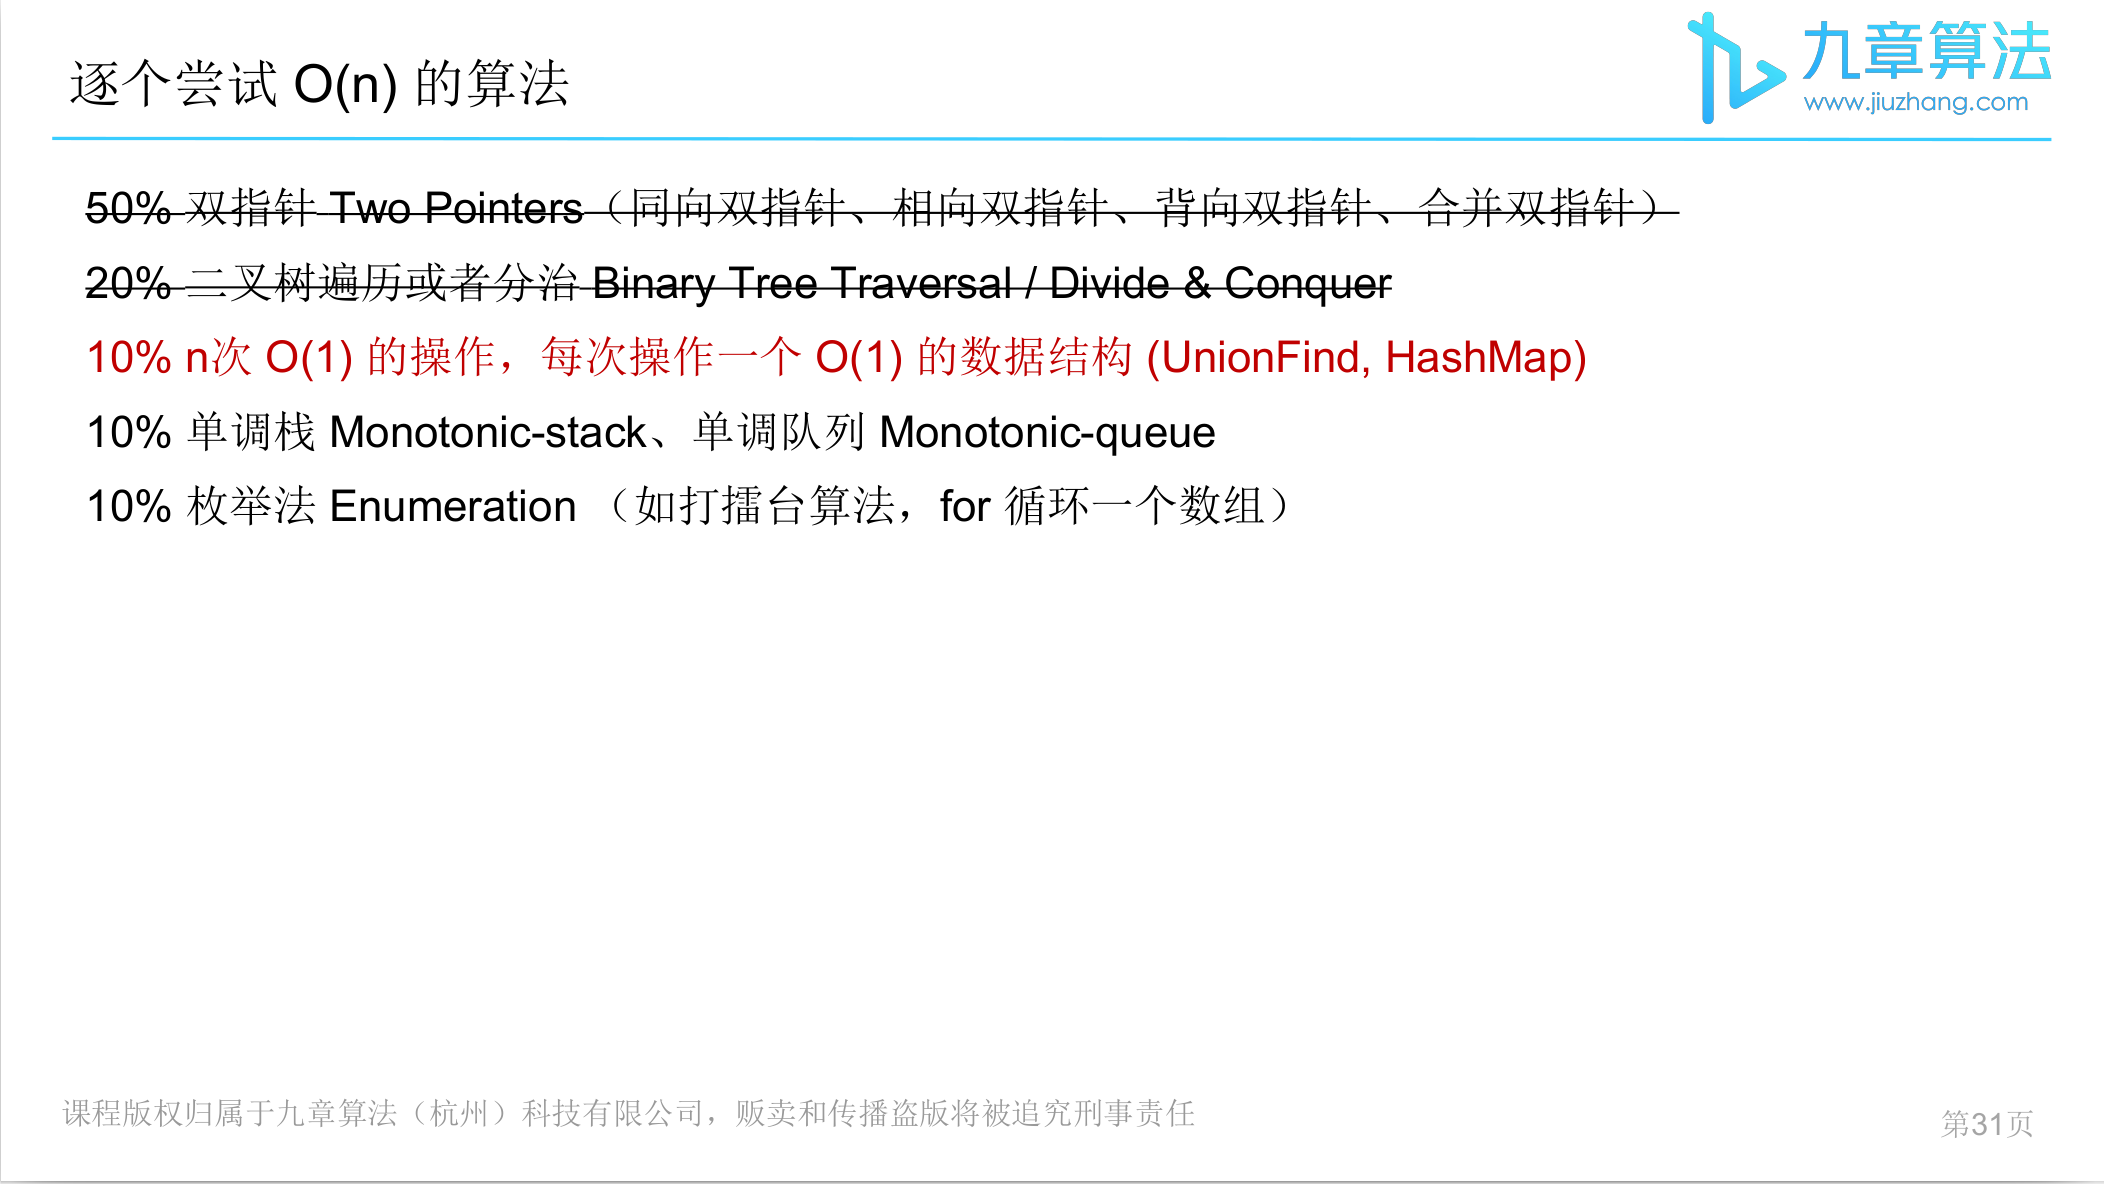 逐个尝试 O(n) 的算法
九章算法
www.jiuzhang.com
50% 双指针 Two Pointers（同向双指针、相向双指针、背向双指针、合并双指针）
20% 二叉树遍历或者分治 Binary Tree Traversal / Divide & Conquer
10% n次 O(1) 的操作，每次操作一个 O(1) 的数据结构 (UnionFind, HashMap)
10% 单调栈 Monotonic-stack、单调队列 Monotonic-queue
10% 枚举法 Enumeration （如打擂台算法，for 循环一个数组）
课程版权归属于九章算法（杭州）科技有限公司，贩卖和传播盗版将被追究刑事责任
第31页